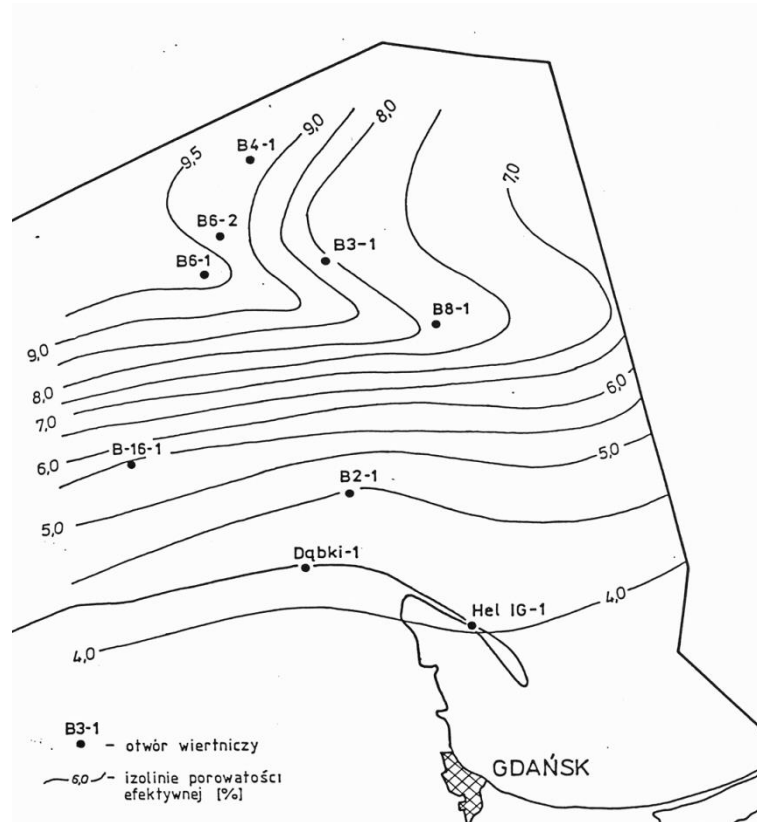 B4-1
9,5
9,0
8,0
7,0
B6-2
B6-1
B3-1
B8-1
9,0
8,0
7,0
6,0
B-16-1
6,0
5,0
B2-1
5,0
Dąbki-1
Hel IG-1
4,0
4,0
B3-1
- otwór wiertniczy
6,0 - izolinie porowatości
efektywnej [%]
GDAŃSK